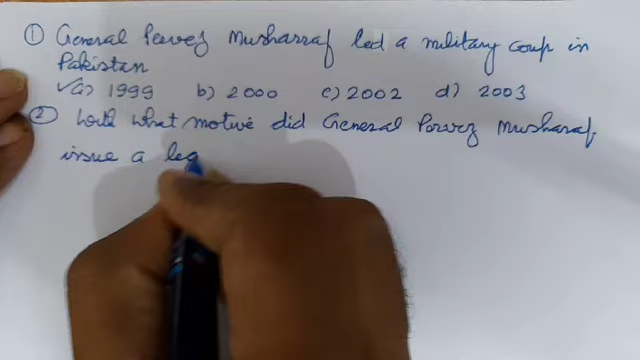 ① General Pervez Musharraf led a military coup in
Pakistan
✓a) 1999 b) 2000 c) 2002 d) 2003
② With what motive did General Pervez Musharaf
issue a leg